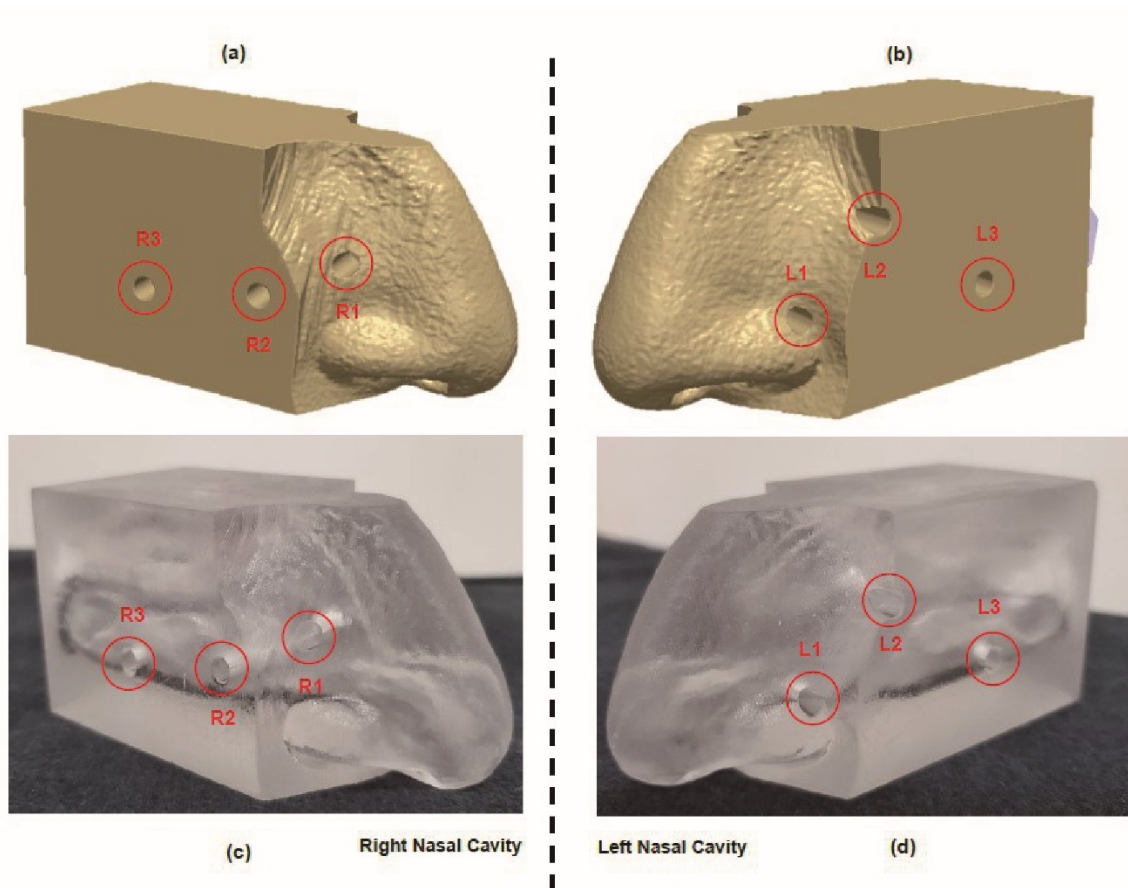 (a)
(b)
R3
R2
R1
L1
L2
L3
R3
R2
R1
L1
L2
L3
(c)
Right Nasal Cavity
Left Nasal Cavity
(d)